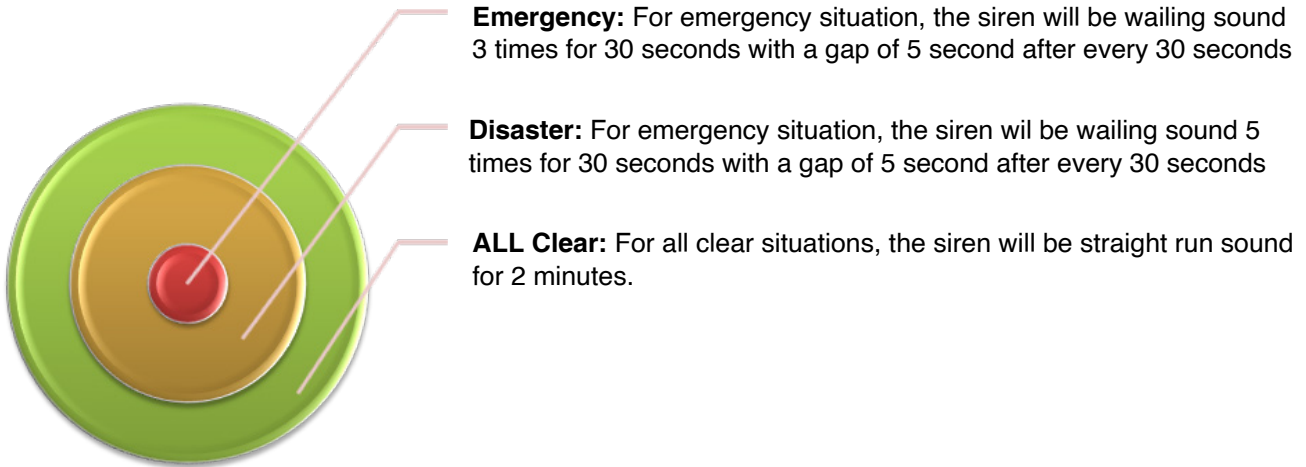 Emergency: For emergency situation, the siren will be wailing sound
3 times for 30 seconds with a gap of 5 second after every 30 seconds
Disaster: For emergency situation, the siren wil be wailing sound 5
times for 30 seconds with a gap of 5 second after every 30 seconds
ALL Clear: For all clear situations, the siren will be straight run sound
for 2 minutes.